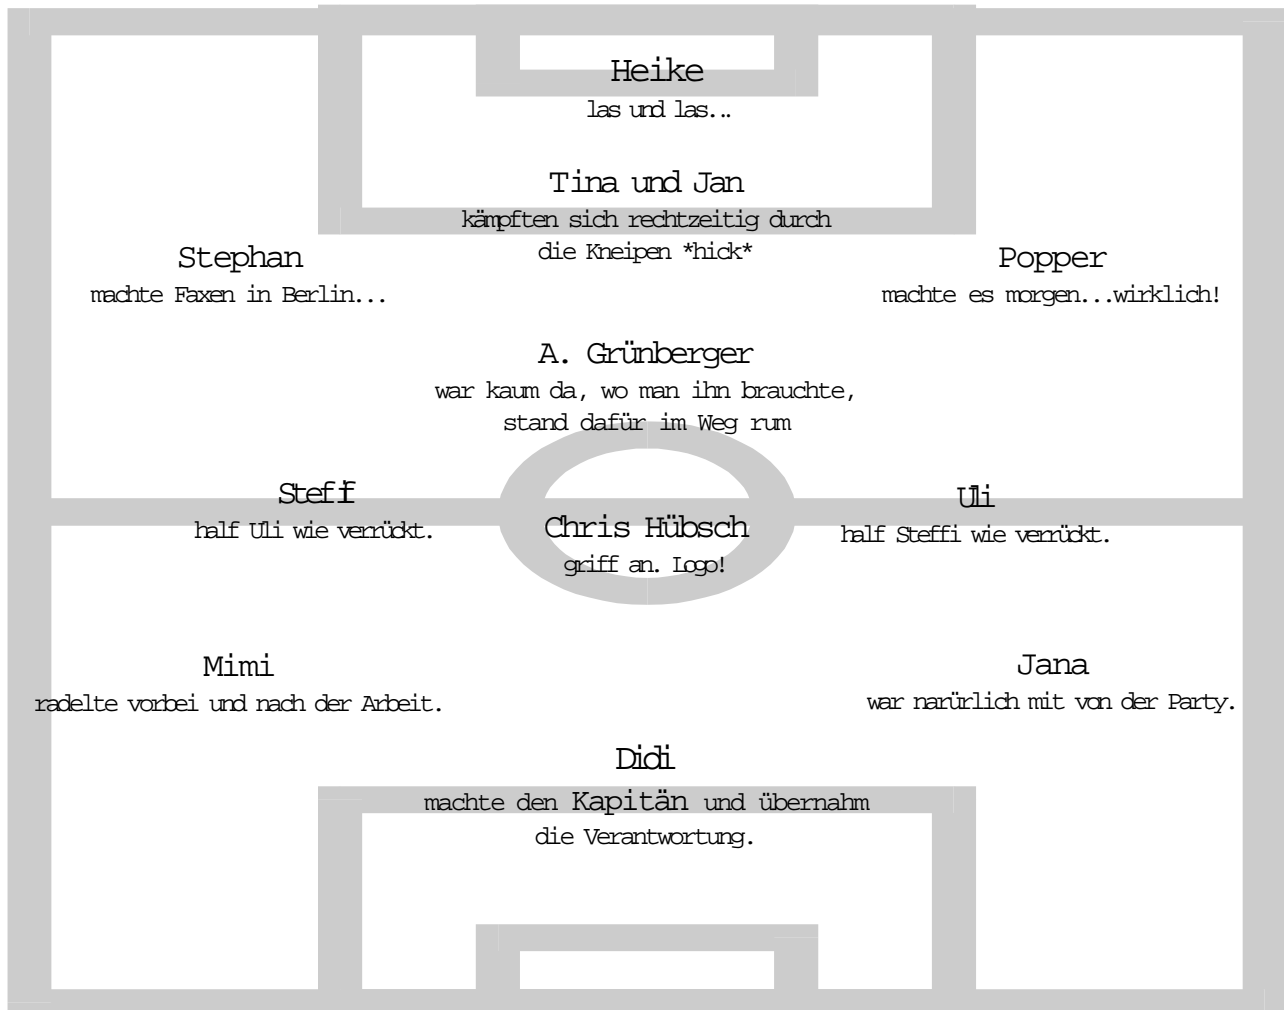 Heike
las und las...
Tina und Jan
kämpften sich rechtzeitig durch
die Kneipen *hick*
Stephan
machte Faxen in Berlin...
Popper
machte es morgen...wirklich!
A. Grünberger
war kaum da, wo man ihn brauchte,
stand dafür im Weg rum
Steffi
half Uli wie verrückt.
Chris Hübsch
griff an. Logo!
Uli
half Steffi wie verrückt.
Mimi
radelte vorbei und nach der Arbeit.
Jana
war narürlich mit von der Party.
Didi
machte den Kapitän und übernahm
die Verantwortung.